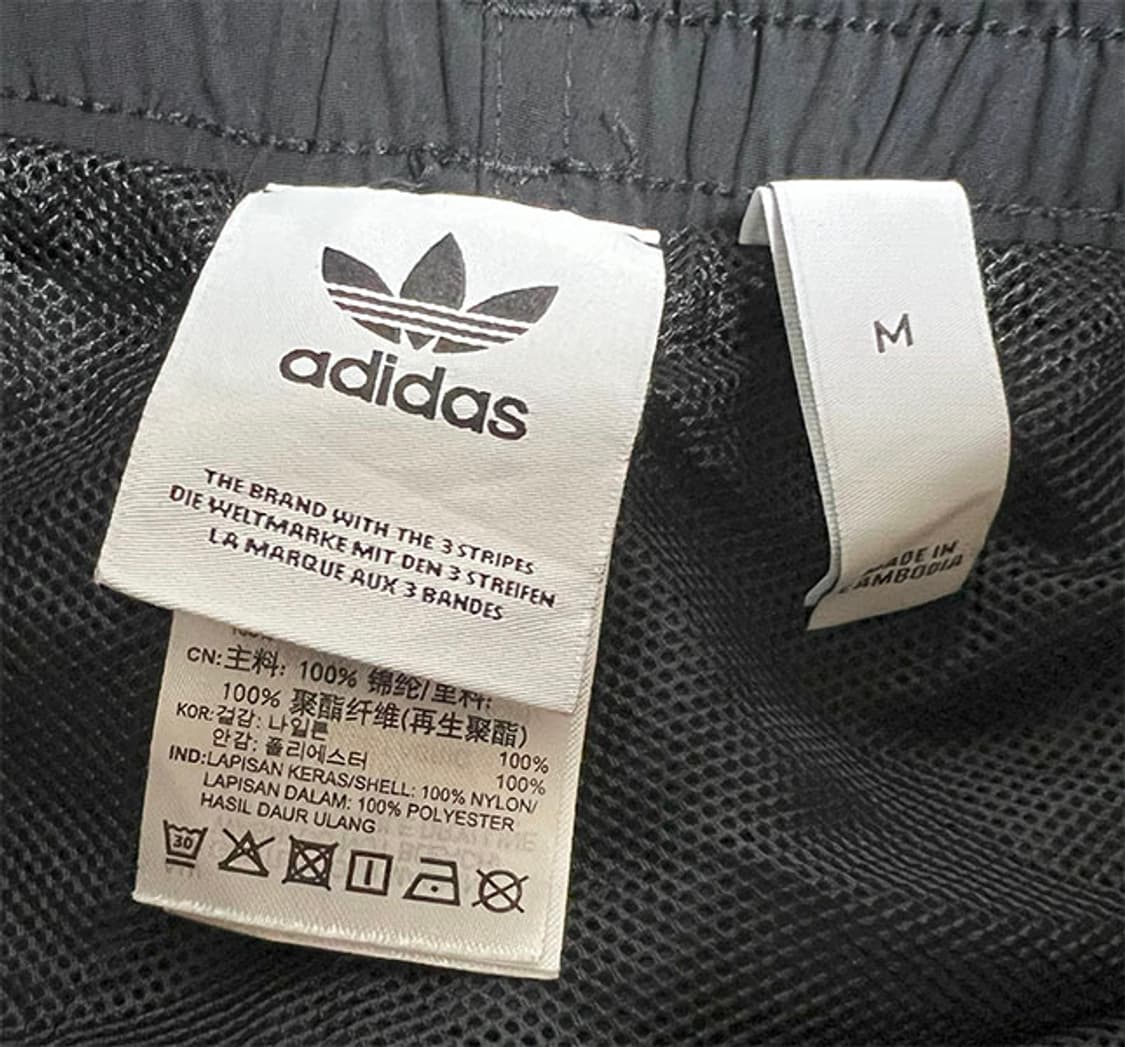 adidas
THE BRAND WITH THE 3 STRIPES
DIE WELTMARKE MIT DEN 3 STREIFEN
LA MARQUE AUX 3 BANDES
CN: 主料: 100% 锦纶/里料:
100% 聚酯纤维(再生聚酯)
KOR: 겉감: 나일론 100%
안감: 폴리에스터 100%
IND: LAPISAN KERAS/SHELL: 100% NYLON/
LAPISAN DALAM: 100% POLYESTER
HASIL DAUR ULANG
30
M
MADE IN
CAMBODIA